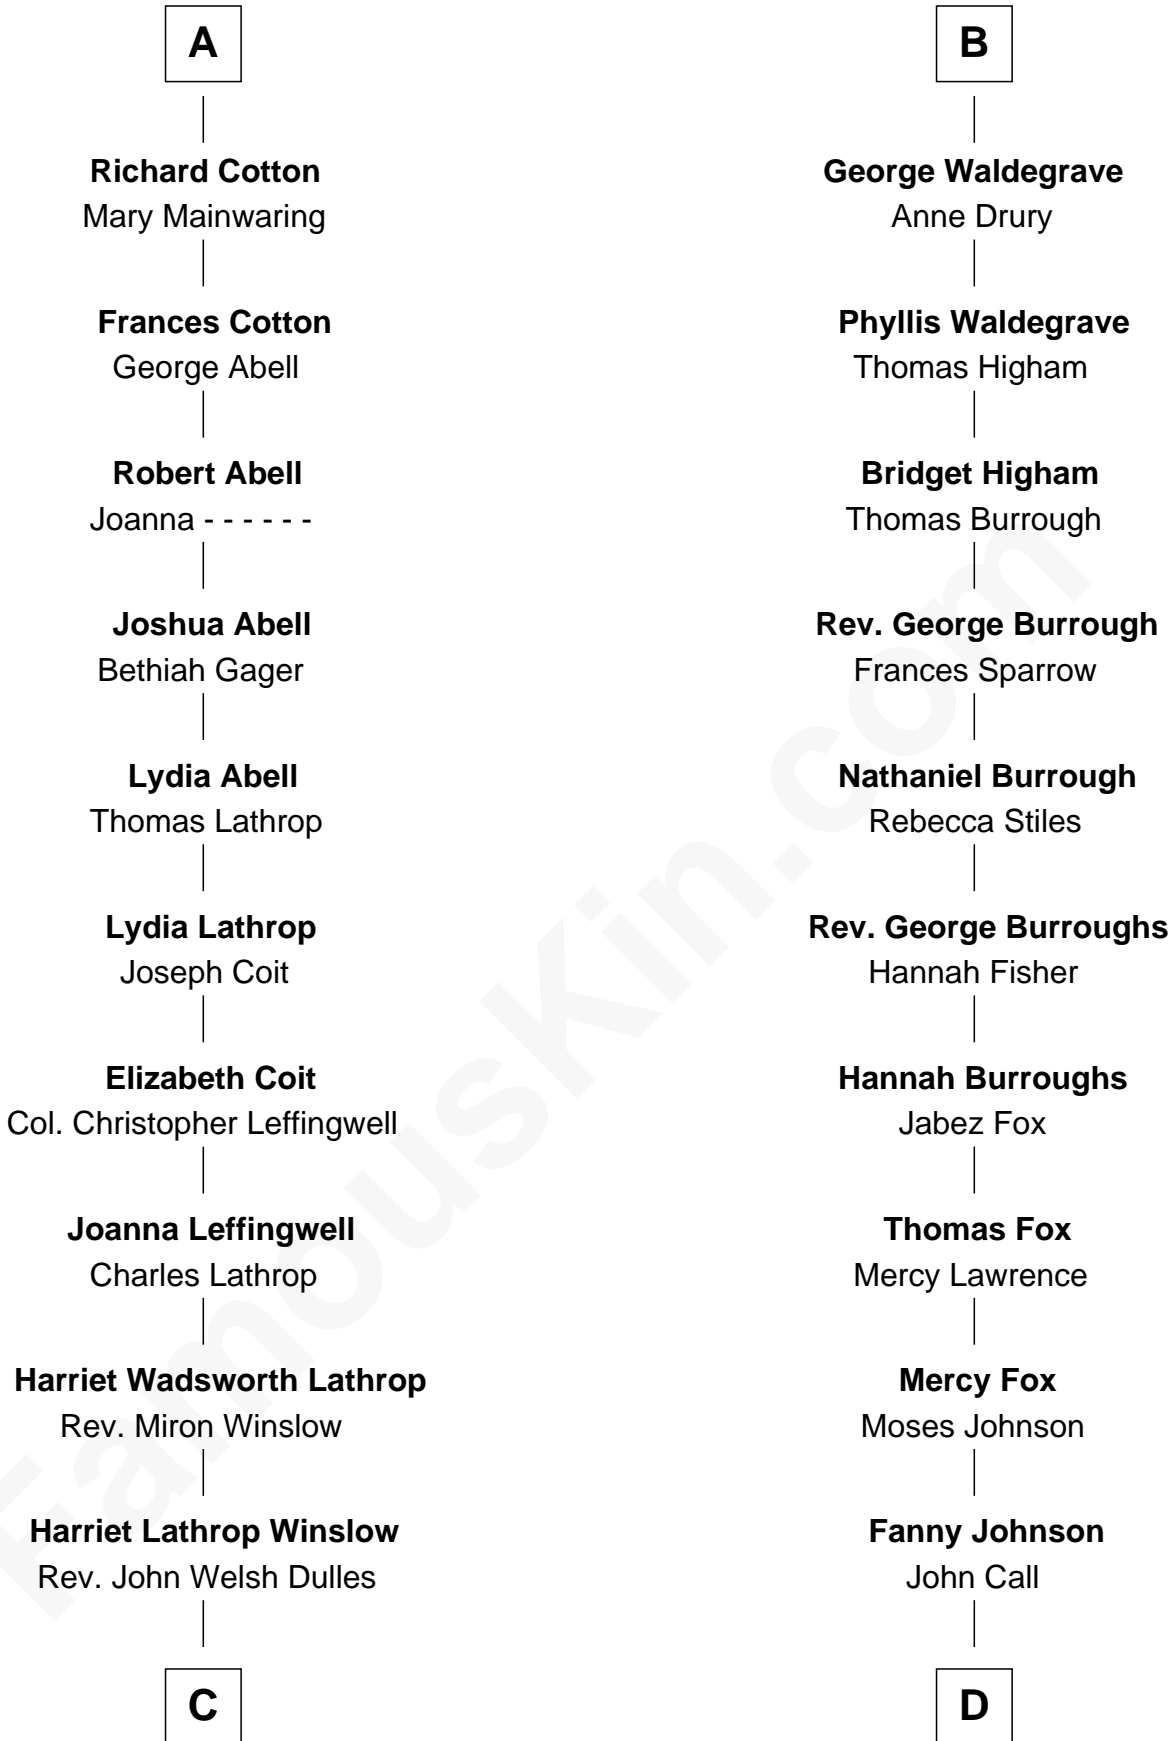 A
Richard Cotton
Mary Mainwaring
Frances Cotton
George Abell
Robert Abell
Joanna - - - - - -
Joshua Abell
Bethiah Gager
Lydia Abell
Thomas Lathrop
Lydia Lathrop
Joseph Coit
Elizabeth Coit
Col. Christopher Leffingwell
Joanna Leffingwell
Charles Lathrop
Harriet Wadsworth Lathrop
Rev. Miron Winslow
Harriet Lathrop Winslow
Rev. John Welsh Dulles
C
B
George Waldegrave
Anne Drury
Phyllis Waldegrave
Thomas Higham
Bridget Higham
Thomas Burrough
Rev. George Burrough
Frances Sparrow
Nathaniel Burrough
Rebecca Stiles
Rev. George Burroughs
Hannah Fisher
Hannah Burroughs
Jabez Fox
Thomas Fox
Mercy Lawrence
Mercy Fox
Moses Johnson
Fanny Johnson
John Call
D
FamousKin.com